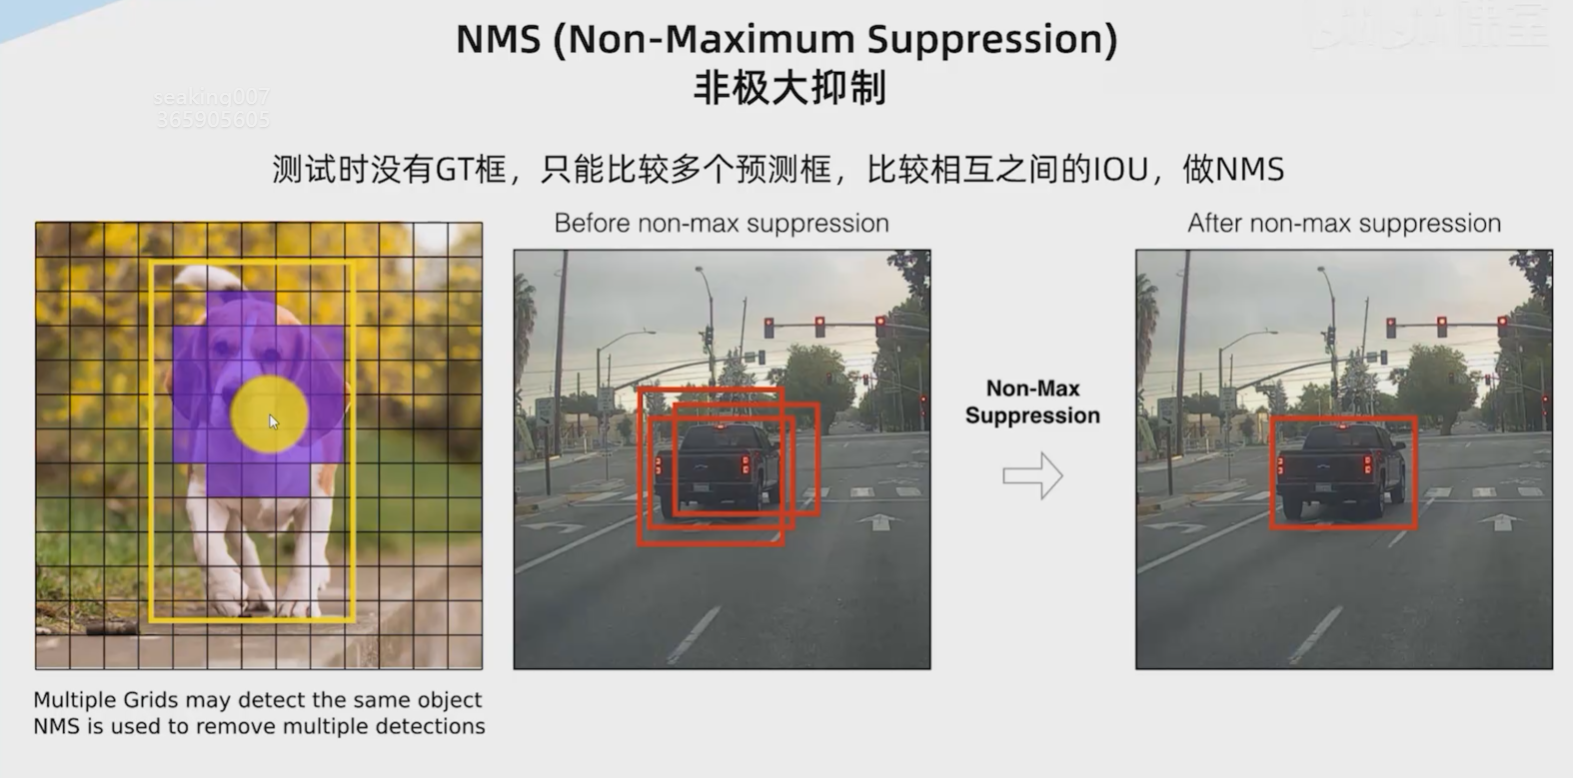 NMS (Non-Maximum Suppression)
非极大抑制
seaking007
365905605
测试时没有GT框，只能比较多个预测框，比较相互之间的IOU，做NMS
Before non-max suppression
After non-max suppression
Non-Max
Suppression
Multiple Grids may detect the same object
NMS is used to remove multiple detections